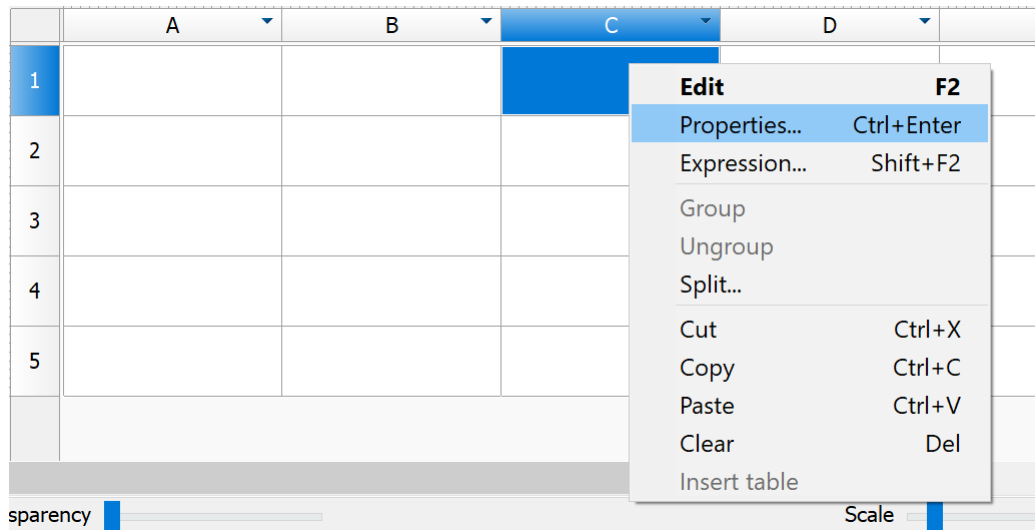 A B C D
1
Edit F2
Properties... Ctrl+Enter
2
Expression... Shift+F2
Group
3
Ungroup
Split...
4
Cut Ctrl+X
5
Copy Ctrl+C
Paste Ctrl+V
Clear Del
Insert table
sparency Scale